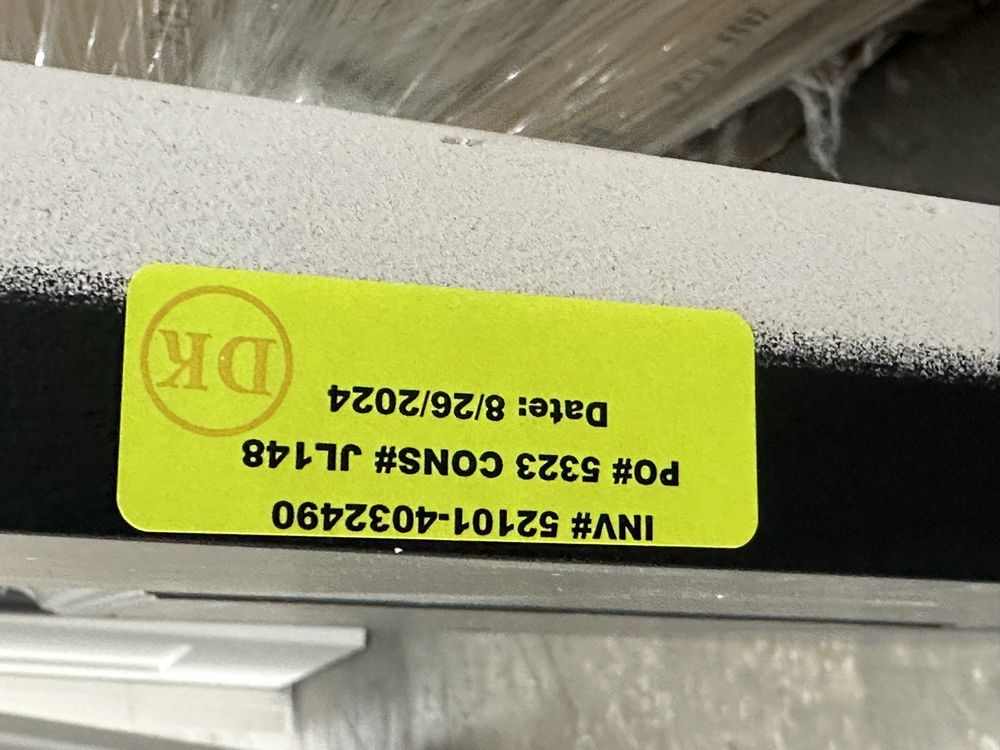 INV# 52101-4032490
PO# 5323 CONS# JL148
Date: 8/26/2024
DK